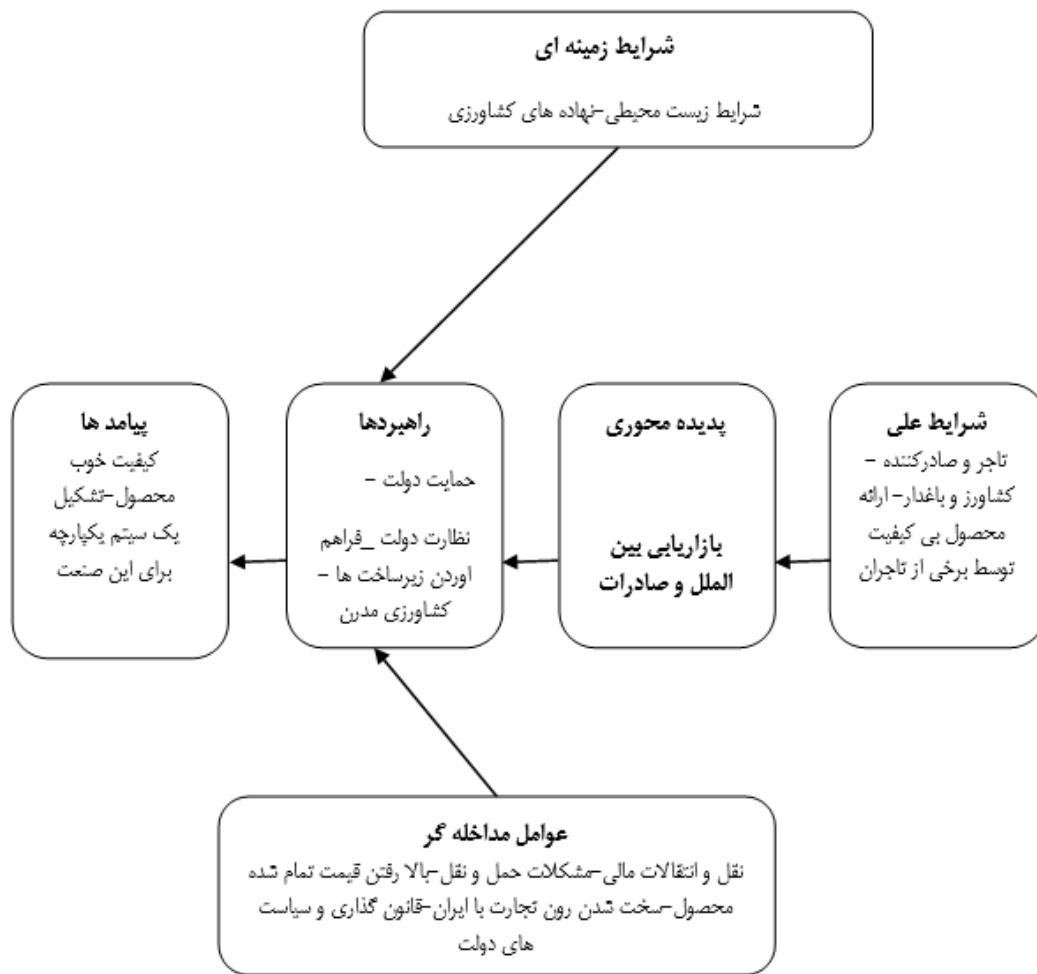 شرایط زمینه ای
شرایط زیست محیطی-نهاده های کشاورزی
شرایط علی
تاجر و صادرکننده -
کشاورز و باغدار- ارائه
محصول بی کیفیت
توسط برخی از تاجران
پدیده محوری
بازاریابی بین
الملل و صادرات
راهبردها
حمایت دولت -
نظارت دولت _فراهم
اوردن زیرساخت ها -
کشاورزی مدرن
پیامد ها
کیفیت خوب
محصول-تشکیل
یک سیتم یکپارچه
برای این صنعت
عوامل مداخله گر
نقل و انتقالات مالی-مشکلات حمل و نقل-بالا رفتن قیمت تمام شده
محصول-سخت شدن رون تجارت با ایران-قانون گذاری و سیاست
های دولت